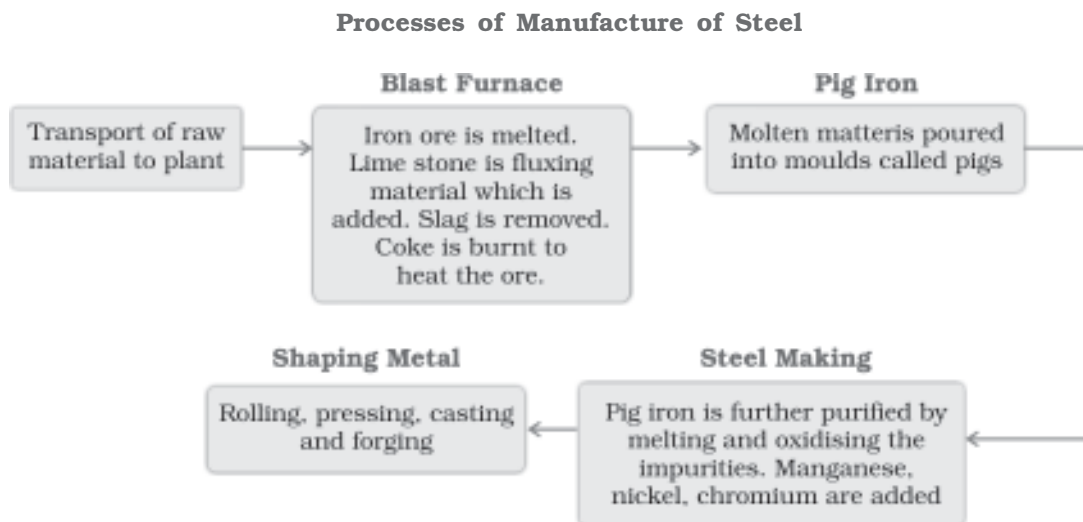 Processes of Manufacture of Steel
Transport of raw
material to plant
Blast Furnace
Iron ore is melted.
Lime stone is fluxing
material which is
added. Slag is removed.
Coke is burnt to
heat the ore.
Pig Iron
Molten matteris poured
into moulds called pigs
Steel Making
Pig iron is further purified by
melting and oxidising the
impurities. Manganese,
nickel, chromium are added
Shaping Metal
Rolling, pressing, casting
and forging